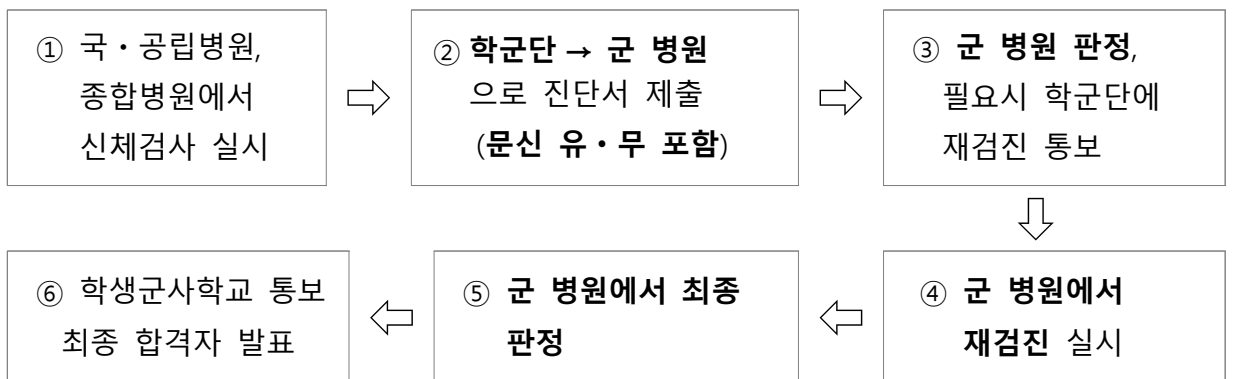 ① 국・공립병원,
종합병원에서
신체검사 실시
② 학군단 → 군 병원
으로 진단서 제출
(문신 유・무 포함)
③ 군 병원 판정,
필요시 학군단에
재검진 통보
④ 군 병원에서
재검진 실시
⑤ 군 병원에서 최종
판정
⑥ 학생군사학교 통보
최종 합격자 발표